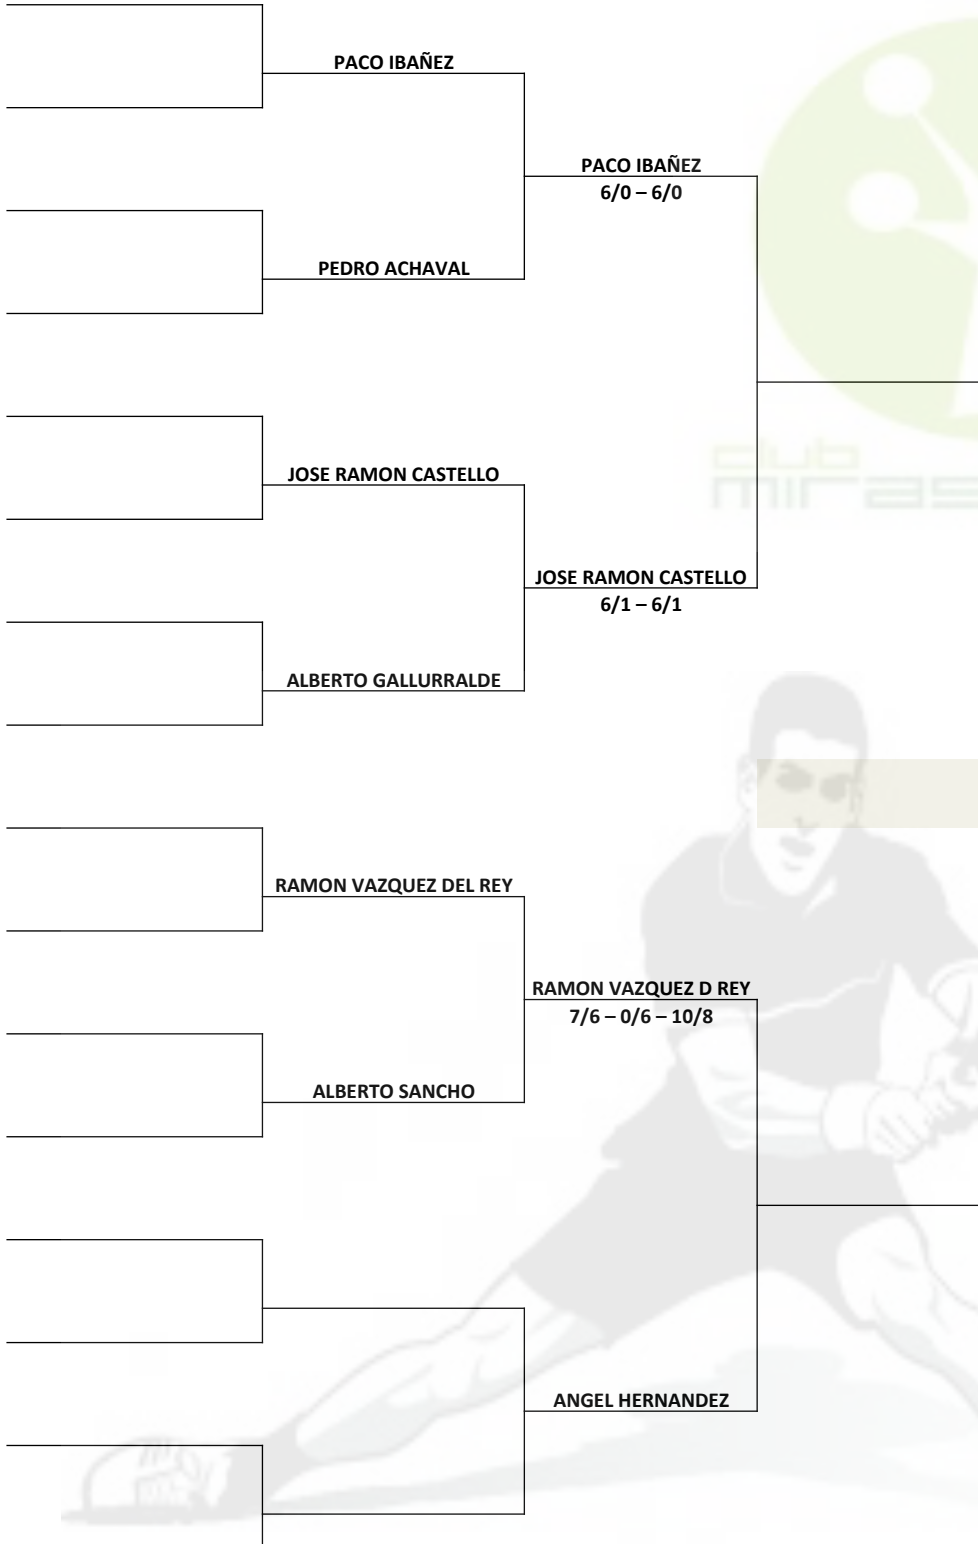 PACO IBAÑEZ
PACO IBAÑEZ
6/0 – 6/0
PEDRO ACHAVAL
JOSE RAMON CASTELLO
club
miras
JOSE RAMON CASTELLO
6/1 – 6/1
ALBERTO GALLURRALDE
RAMON VAZQUEZ DEL REY
RAMON VAZQUEZ D REY
7/6 – 0/6 – 10/8
ALBERTO SANCHO
ANGEL HERNANDEZ